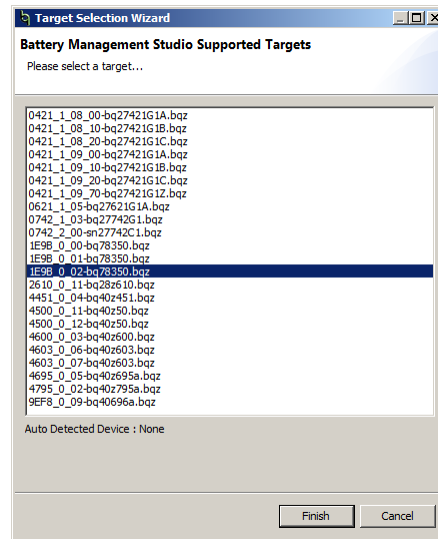 Target Selection Wizard
Battery Management Studio Supported Targets
Please select a target...
0421_1_08_00-bq27421G1A.bqz
0421_1_08_10-bq27421G1B.bqz
0421_1_08_20-bq27421G1C.bqz
0421_1_09_00-bq27421G1A.bqz
0421_1_09_10-bq27421G1B.bqz
0421_1_09_20-bq27421G1C.bqz
0421_1_09_70-bq27421G1Z.bqz
0621_1_05-bq27621G1A.bqz
0742_1_03-bq27742G1.bqz
0742_2_00-sn27742C1.bqz
1E9B_0_00-bq78350.bqz
1E9B_0_01-bq78350.bqz
1E9B_0_02-bq78350.bqz
2610_0_11-bq28z610.bqz
4451_0_04-bq40z451.bqz
4500_0_11-bq40z50.bqz
4500_0_12-bq40z50.bqz
4600_0_03-bq40z600.bqz
4603_0_06-bq40z603.bqz
4603_0_07-bq40z603.bqz
4695_0_05-bq40z695a.bqz
4795_0_02-bq40z795a.bqz
9EF8_0_09-bq40696a.bqz
Auto Detected Device : None
Finish
Cancel